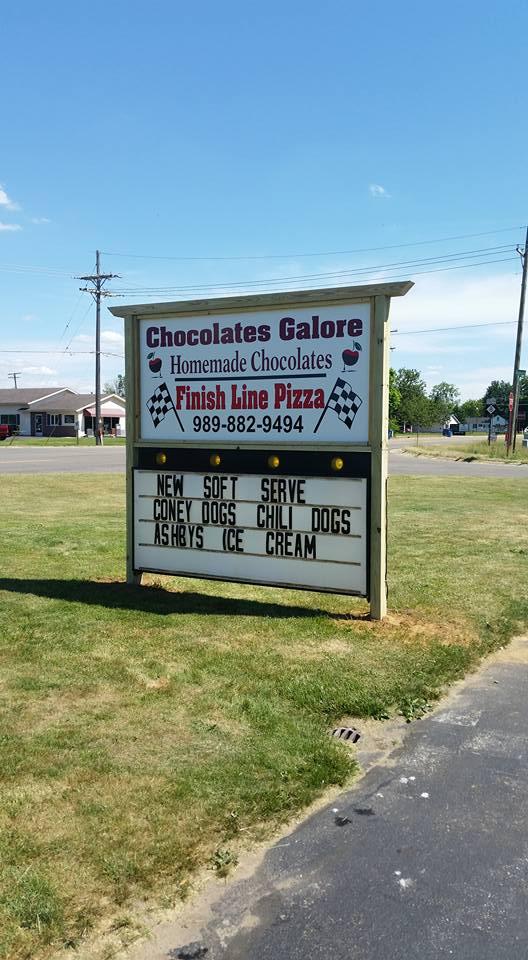 Chocolates Galore
Homemade Chocolates
Finish Line Pizza
989-882-9494
NEW SOFT SERVE
CONEY DOGS CHILI DOGS
ASHBYS ICE CREAM